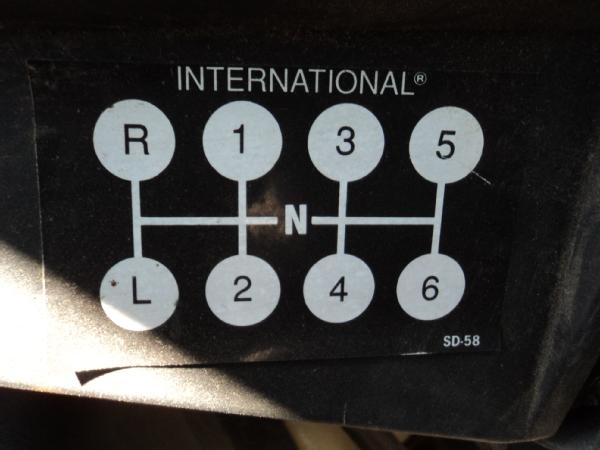 INTERNATIONAL®
R 1 3 5
N
L 2 4 6
SD-58